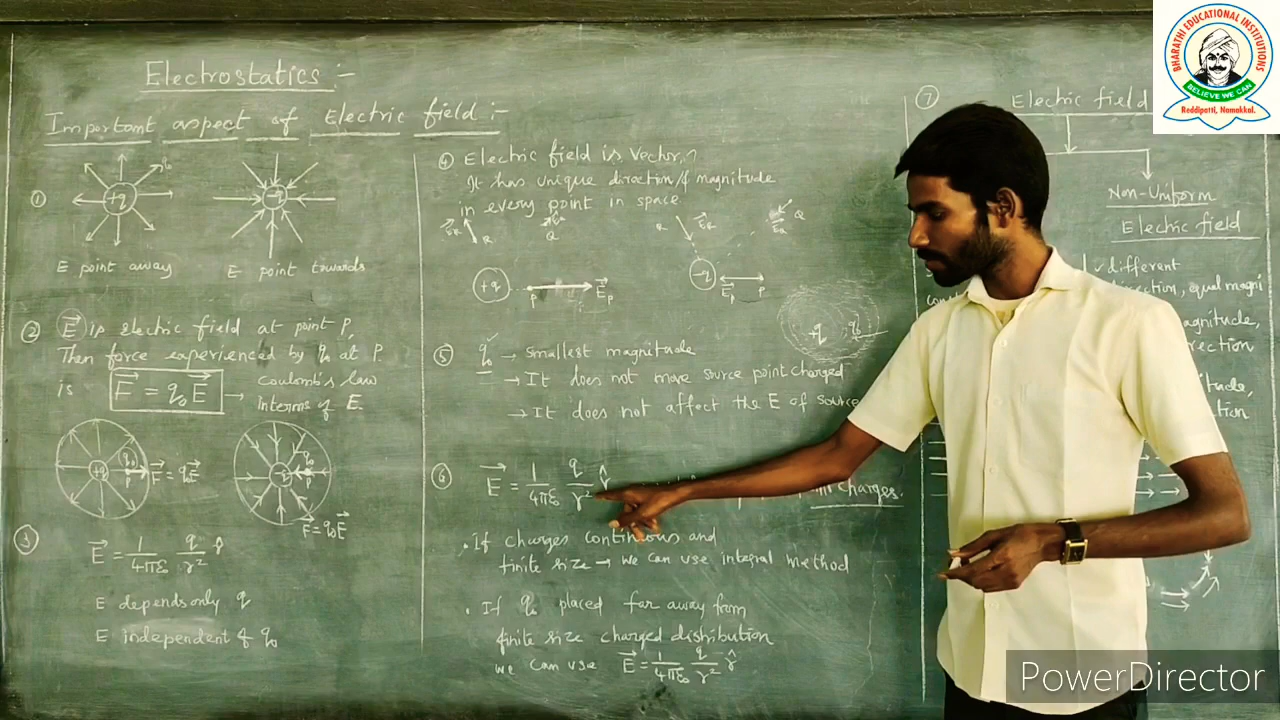 Electrostatics :-
Important aspect of Electric field :-
①
+q
q₀
-q
E point away
E point towards
② E⃗ is electric field at point P,
Then force experienced by q₀ at P
is F⃗ = q₀E⃗ → Coulomb's law
interms of E.
+q
q₀
P
F⃗ = q₀E⃗
q₀
P
F⃗ = q₀E⃗
③
E⃗ = 1/4πε₀ q/r² r̂
E depends only q
E independent of q₀
④ Electric field is Vector,
It has unique direction & magnitude
in every point in space
E⃗R
R
Q
R
E⃗R
Q
+q
P
E⃗P
-q
E⃗P
P
+q
q₀
⑤ q₀ → smallest magnitude
→ It does not move source point charged
→ It does not affect the E of source
⑥ E⃗ = 1/4πε₀ q/r² r̂
charges.
• If charges continous and
finite size → we can use integral method
• If q₀ placed far away from
finite size charged distribution
we can use E⃗ = 1/4πε₀ q/r² r̂
⑦ Electric field
Non-Uniform
Electric field
different
direction, equal magni
magnitude,
BHARATHI EDUCATIONAL INSTITUTIONS
BELIEVE WE CAN
Reddipatti, Namakkal.
PowerDirector